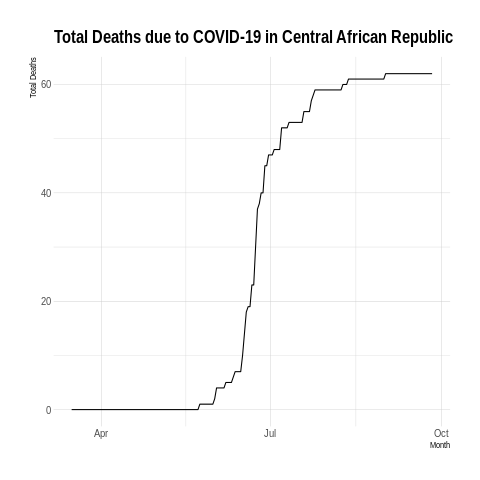 Total Deaths due to COVID-19 in Central African Republic
Total Deaths
60
40
20
0
Apr Jul Oct
Month